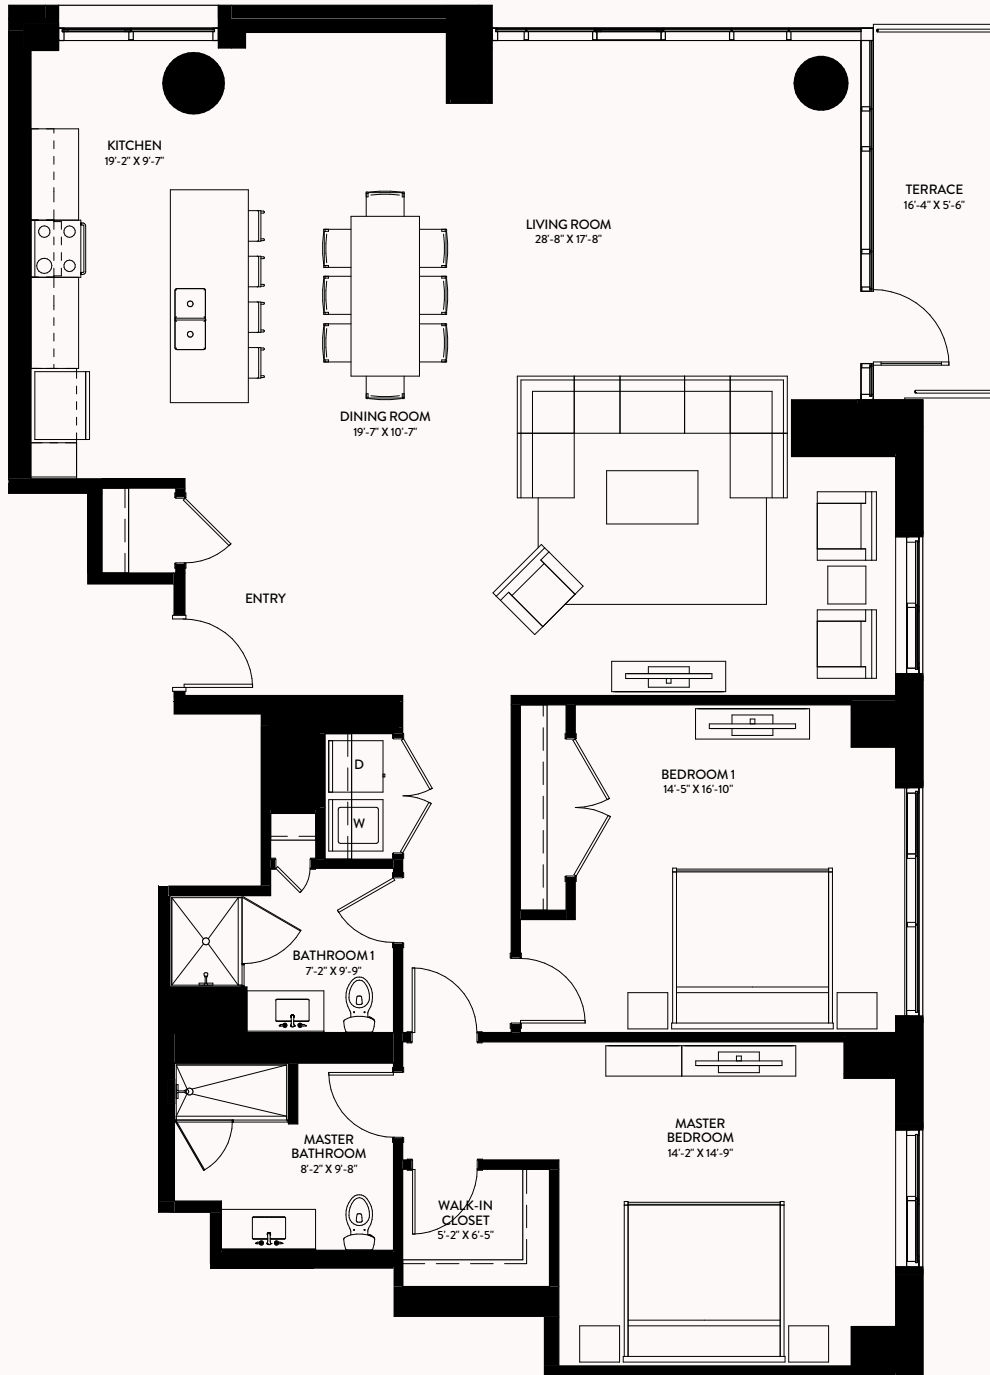 KITCHEN
19'-2" X 9'-7"
TERRACE
16'-4" X 5'-6"
LIVING ROOM
28'-8" X 17'-8"
DINING ROOM
19'-7" X 10'-7"
ENTRY
D
W
BEDROOM 1
14'-5" X 16'-10"
BATHROOM 1
7'-2" X 9'-9"
MASTER
BEDROOM
14'-2" X 14'-9"
MASTER
BATHROOM
8'-2" X 9'-8"
WALK-IN
CLOSET
5'-2" X 6'-5"